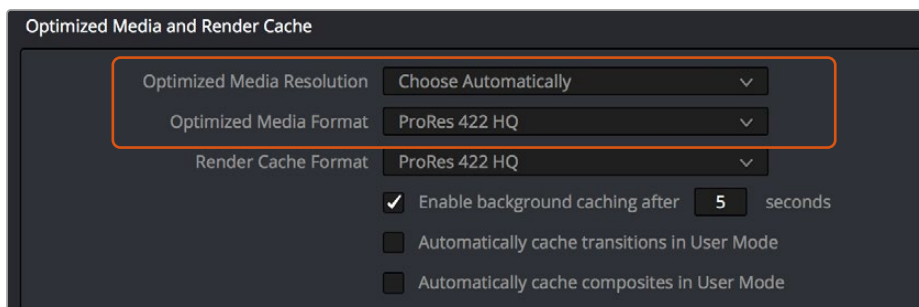 Optimized Media and Render Cache
Optimized Media Resolution Choose Automatically
Optimized Media Format ProRes 422 HQ
Render Cache Format ProRes 422 HQ
Enable background caching after 5 seconds
Automatically cache transitions in User Mode
Automatically cache composites in User Mode